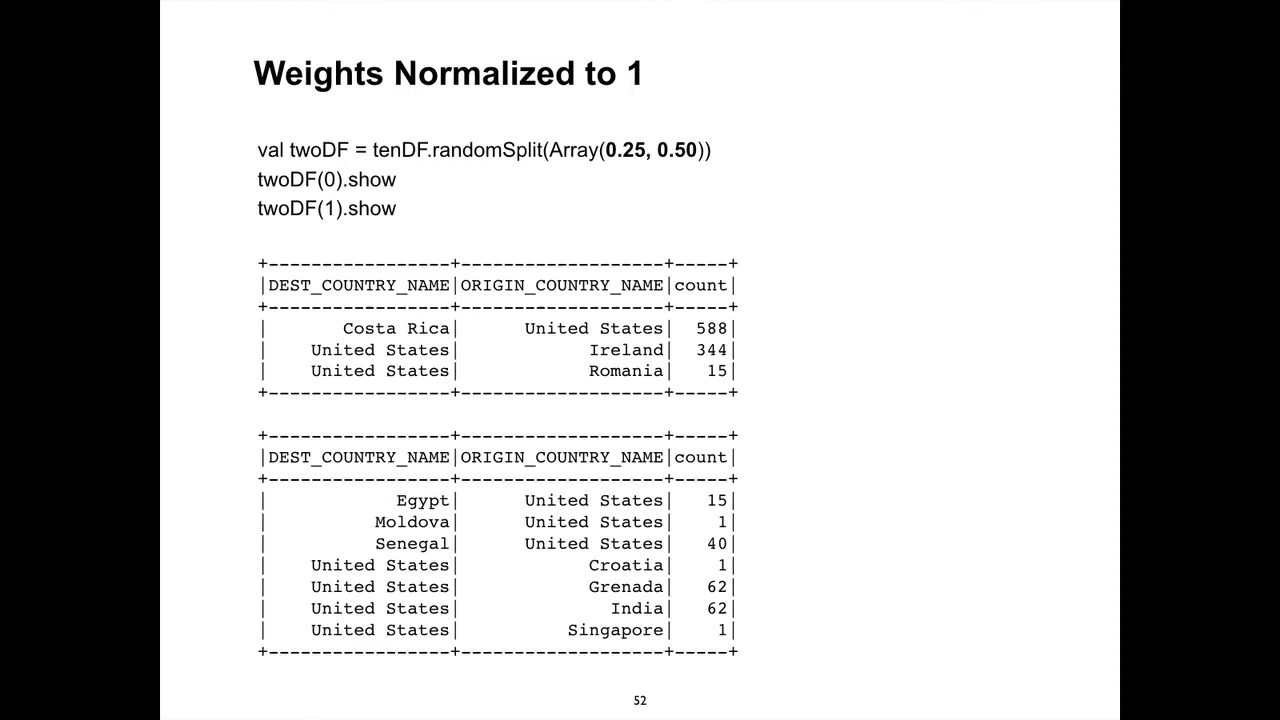 Weights Normalized to 1
val twoDF = tenDF.randomSplit(Array(0.25, 0.50))
twoDF(0).show
twoDF(1).show
+-----------------+-------------------+-----+
|DEST_COUNTRY_NAME|ORIGIN_COUNTRY_NAME|count|
+-----------------+-------------------+-----+
|       Costa Rica|      United States|  588|
|    United States|            Ireland|  344|
|    United States|            Romania|   15|
+-----------------+-------------------+-----+
+-----------------+-------------------+-----+
|DEST_COUNTRY_NAME|ORIGIN_COUNTRY_NAME|count|
+-----------------+-------------------+-----+
|            Egypt|      United States|   15|
|          Moldova|      United States|    1|
|          Senegal|      United States|   40|
|    United States|            Croatia|    1|
|    United States|            Grenada|   62|
|    United States|              India|   62|
|    United States|          Singapore|    1|
+-----------------+-------------------+-----+
52